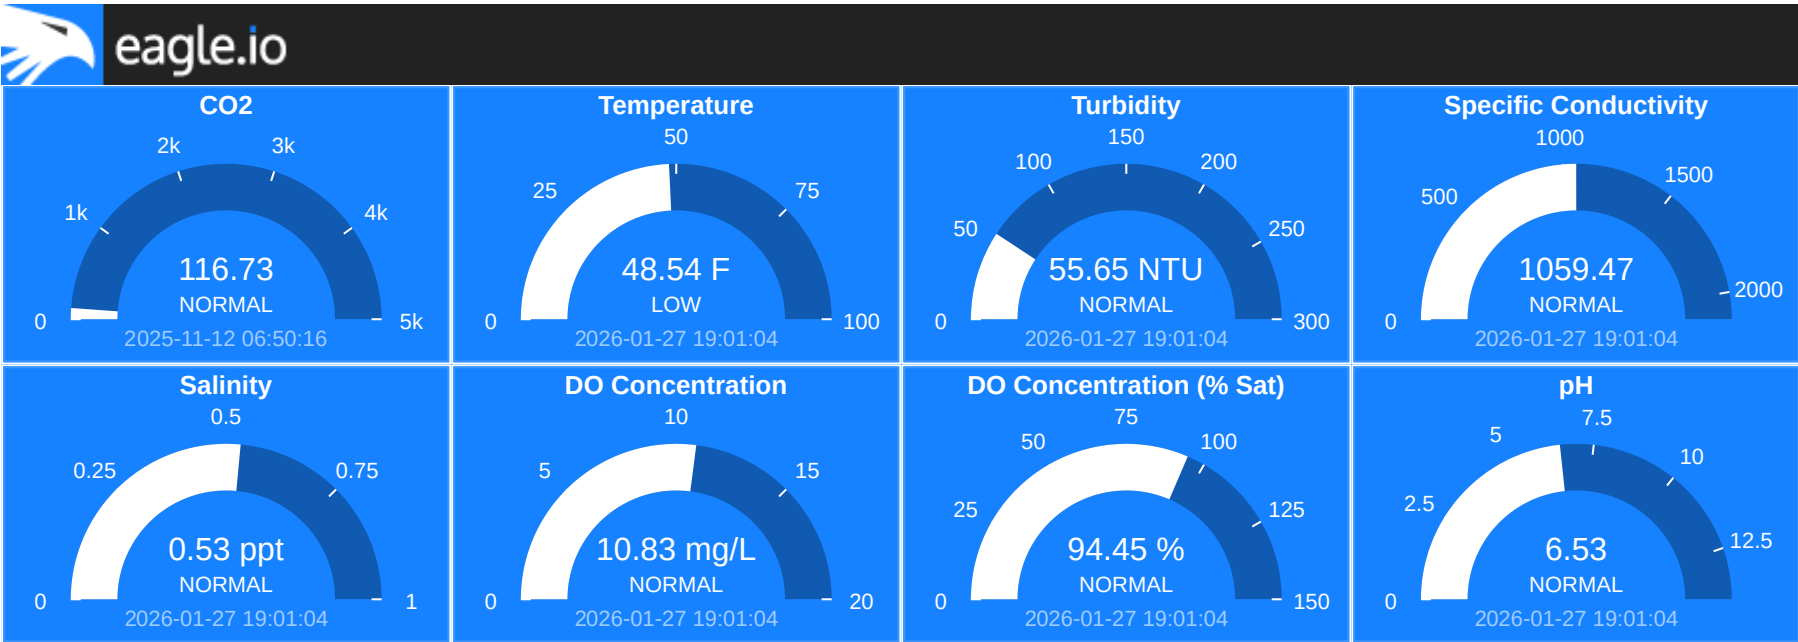 eagle.io
CO2
0
1k
2k
3k
4k
5k
116.73
NORMAL
2025-11-12 06:50:16
Temperature
0
25
50
75
100
48.54 F
LOW
2026-01-27 19:01:04
Turbidity
0
50
100
150
200
250
300
55.65 NTU
NORMAL
2026-01-27 19:01:04
Specific Conductivity
0
500
1000
1500
2000
1059.47
NORMAL
2026-01-27 19:01:04
Salinity
0
0.25
0.5
0.75
1
0.53 ppt
NORMAL
2026-01-27 19:01:04
DO Concentration
0
5
10
15
20
10.83 mg/L
NORMAL
2026-01-27 19:01:04
DO Concentration (% Sat)
0
25
50
75
100
125
150
94.45 %
NORMAL
2026-01-27 19:01:04
pH
0
2.5
5
7.5
10
12.5
6.53
NORMAL
2026-01-27 19:01:04